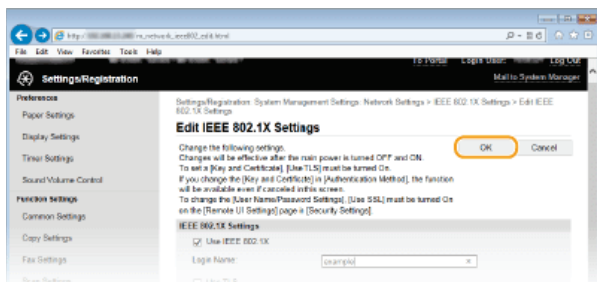 File Edit View Favorites Tools Help
To Portal Login User: Log Out
Settings/Registration
Mail to System Manager
Preferences
Paper Settings
Display Settings
Timer Settings
Sound Volume Control
Function Settings
Common Settings
Copy Settings
Fax Settings
Settings/Registration: System Management Settings: Network Settings > IEEE 802.1X Settings > Edit IEEE
802.1X Settings
Edit IEEE 802.1X Settings
OK Cancel
Change the following settings.
Changes will be effective after the main power is turned OFF and ON.
To set a [Key and Certificate], [Use TLS] must be turned On.
If you change the [Key and Certificate] in [Authentication Method], the function
will be available even if canceled in this screen.
To change the [User Name/Password Settings], [Use SSL] must be turned On
on the [Remote UI Settings] page in [Security Settings].
IEEE 802.1X Settings
Use IEEE 802.1X
Login Name: example
Use TLS